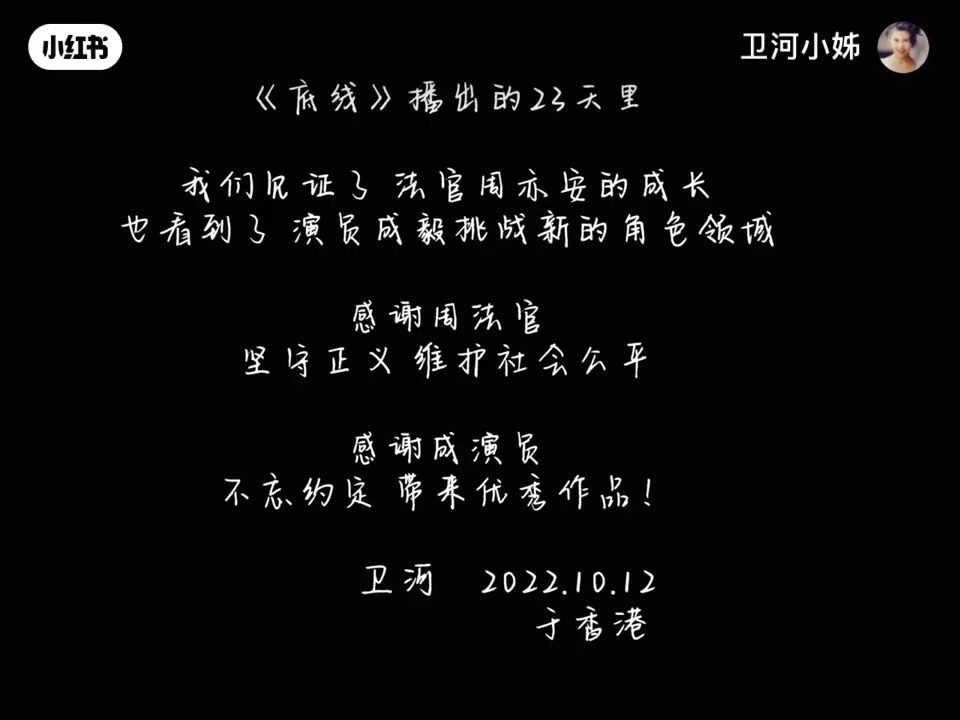 小红书
卫河小姊
《底线》播出的23天里
我们见证了 法官周亦安的成长
也看到了 演员成毅挑战新的角色领域
感谢周法官
坚守正义 维护社会公平
感谢成演员
不忘约定 带来优秀作品！
卫河 2022.10.12
于香港